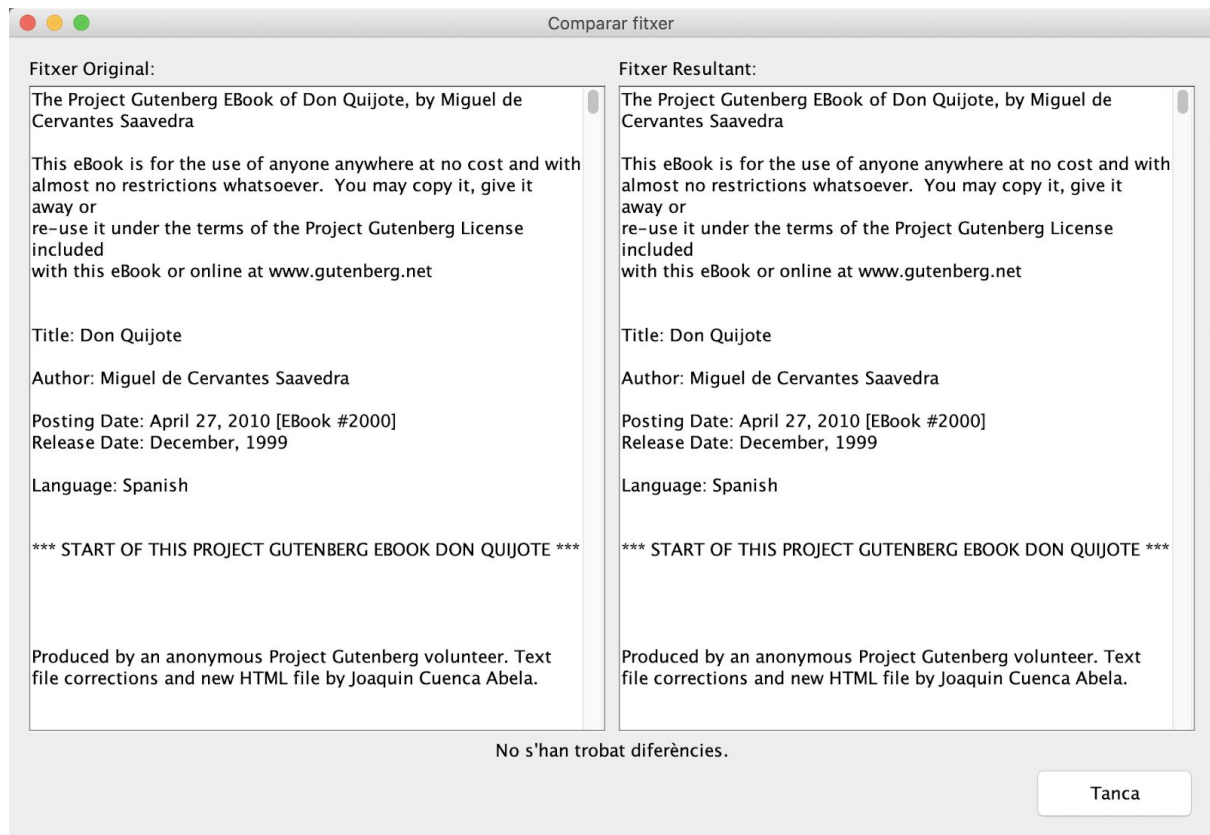 Comparar fitxer
Fitxer Original:
The Project Gutenberg EBook of Don Quijote, by Miguel de
Cervantes Saavedra
This eBook is for the use of anyone anywhere at no cost and with
almost no restrictions whatsoever.  You may copy it, give it
away or
re-use it under the terms of the Project Gutenberg License
included
with this eBook or online at www.gutenberg.net
Title: Don Quijote
Author: Miguel de Cervantes Saavedra
Posting Date: April 27, 2010 [EBook #2000]
Release Date: December, 1999
Language: Spanish
*** START OF THIS PROJECT GUTENBERG EBOOK DON QUIJOTE ***
Produced by an anonymous Project Gutenberg volunteer. Text
file corrections and new HTML file by Joaquin Cuenca Abela.
Fitxer Resultant:
The Project Gutenberg EBook of Don Quijote, by Miguel de
Cervantes Saavedra
This eBook is for the use of anyone anywhere at no cost and with
almost no restrictions whatsoever.  You may copy it, give it
away or
re-use it under the terms of the Project Gutenberg License
included
with this eBook or online at www.gutenberg.net
Title: Don Quijote
Author: Miguel de Cervantes Saavedra
Posting Date: April 27, 2010 [EBook #2000]
Release Date: December, 1999
Language: Spanish
*** START OF THIS PROJECT GUTENBERG EBOOK DON QUIJOTE ***
Produced by an anonymous Project Gutenberg volunteer. Text
file corrections and new HTML file by Joaquin Cuenca Abela.
No s'han trobat diferències.
Tanca